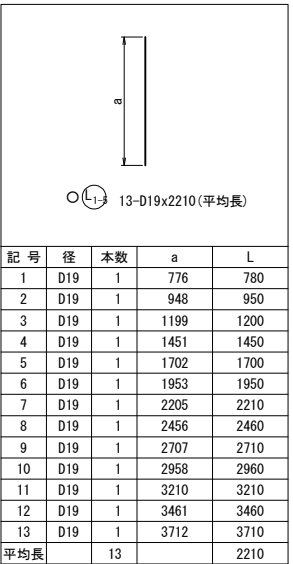 a
L1-5 13-D19x2210(平均長)
記 号 径 本数 a L
1 D19 1 776 780
2 D19 1 948 950
3 D19 1 1199 1200
4 D19 1 1451 1450
5 D19 1 1702 1700
6 D19 1 1953 1950
7 D19 1 2205 2210
8 D19 1 2456 2460
9 D19 1 2707 2710
10 D19 1 2958 2960
11 D19 1 3210 3210
12 D19 1 3461 3460
13 D19 1 3712 3710
平均長 13 2210